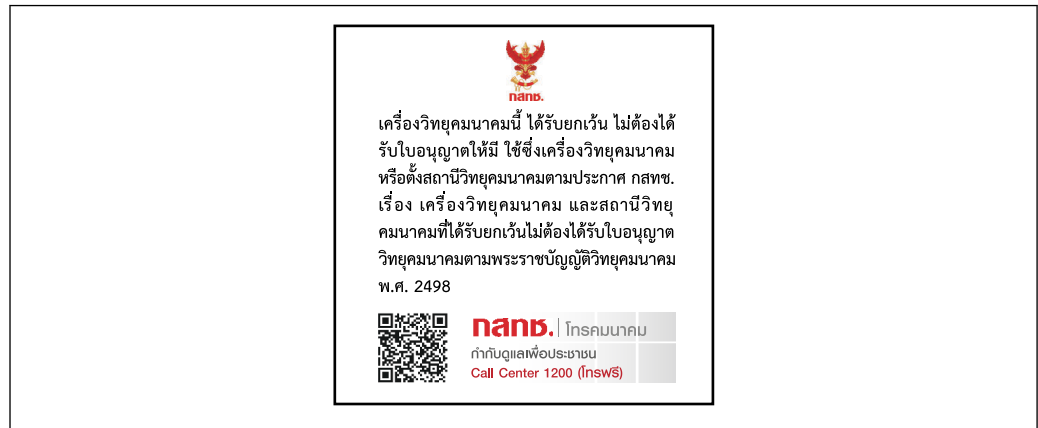 กสทช.
เครื่องวิทยุคมนาคมนี้ ได้รับยกเว้น ไม่ต้องได้
รับใบอนุญาตให้มี ใช้ซึ่งเครื่องวิทยุคมนาคม
หรือตั้งสถานีวิทยุคมนาคมตามประกาศ กสทช.
เรื่อง เครื่องวิทยุคมนาคม และสถานีวิทยุ
คมนาคมที่ได้รับยกเว้นไม่ต้องได้รับใบอนุญาต
วิทยุคมนาคมตามพระราชบัญญัติวิทยุคมนาคม
พ.ศ. 2498
กสทช. โทรคมนาคม
กำกับดูแลเพื่อประชาชน
Call Center 1200 (โทรฟรี)